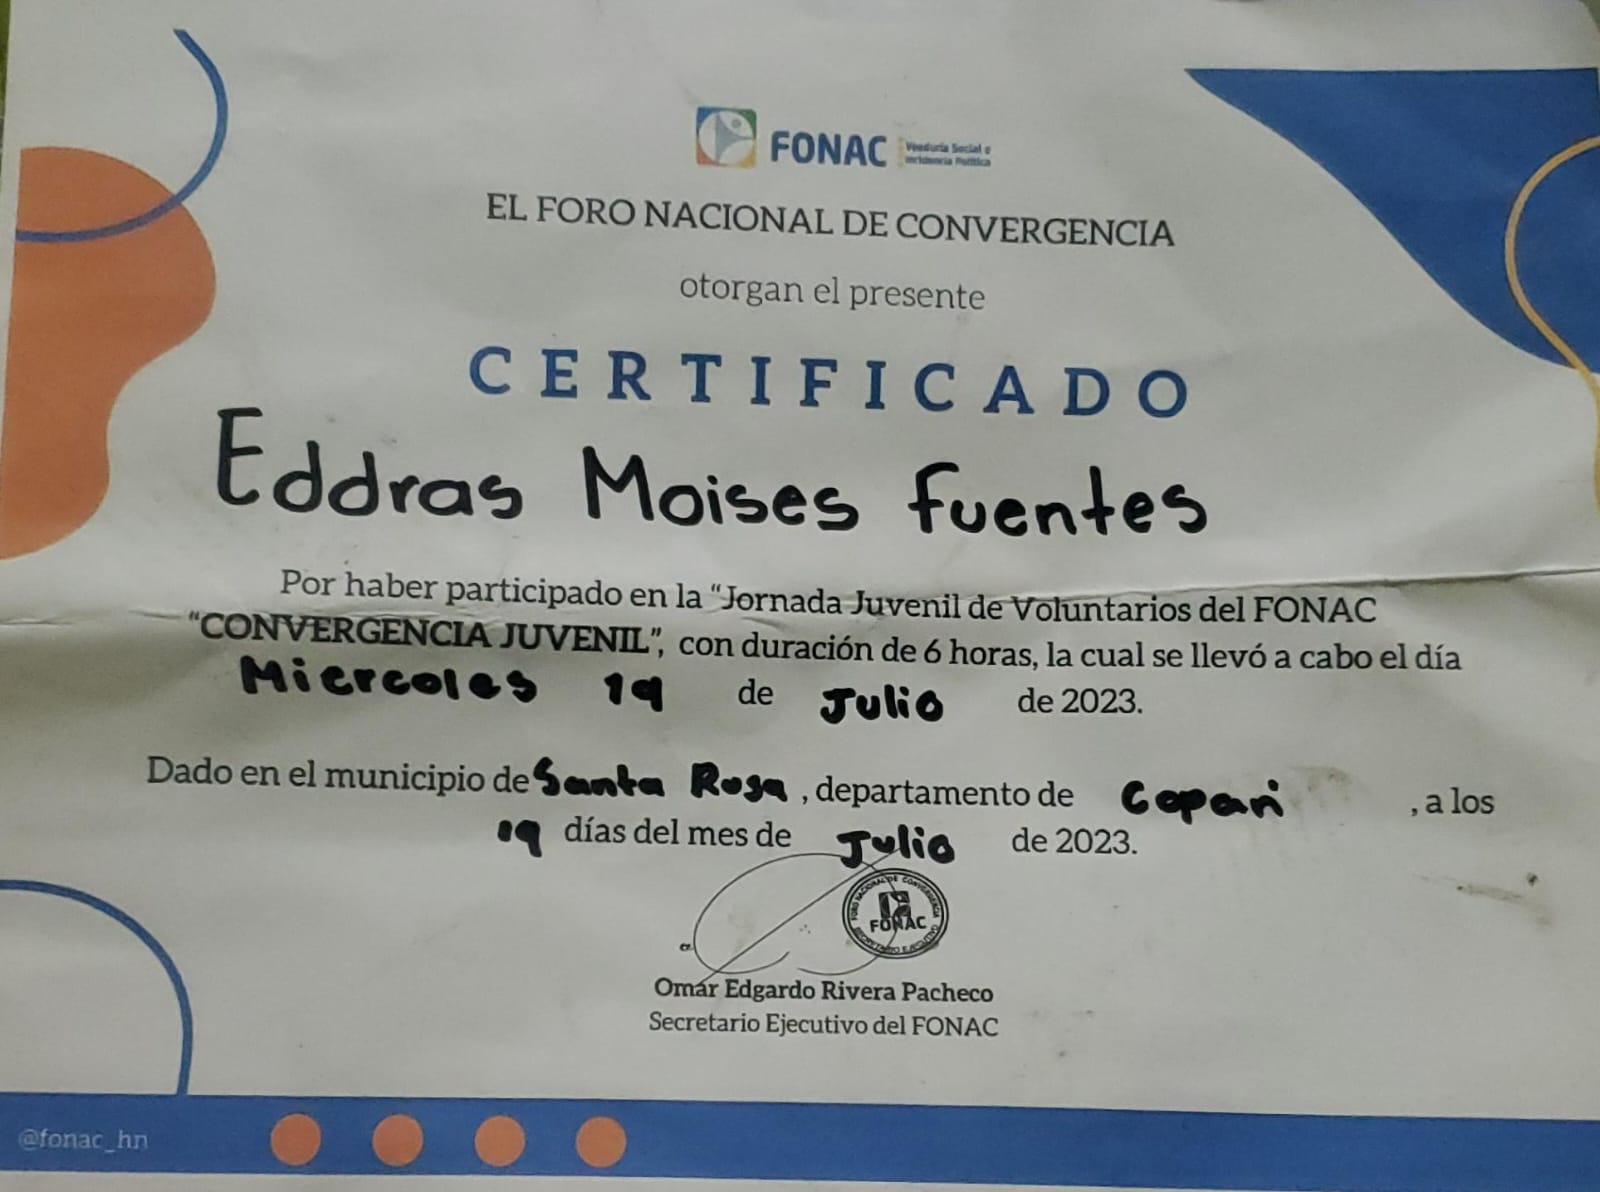 FONAC Veeduría Social e
Incidencia Política
EL FORO NACIONAL DE CONVERGENCIA
otorgan el presente
CERTIFICADO
Eddras Moises Fuentes
Por haber participado en la “Jornada Juvenil de Voluntarios del FONAC
“CONVERGENCIA JUVENIL”, con duración de 6 horas, la cual se llevó a cabo el día
Miercoles 19 de Julio de 2023.
Dado en el municipio de Santa Rosa, departamento de Copan, a los
19 días del mes de Julio de 2023.
FORO NACIONAL DE CONVERGENCIA
FONAC
SECRETARIO EJECUTIVO
Omar Edgardo Rivera Pacheco
Secretario Ejecutivo del FONAC
@fonac_hn